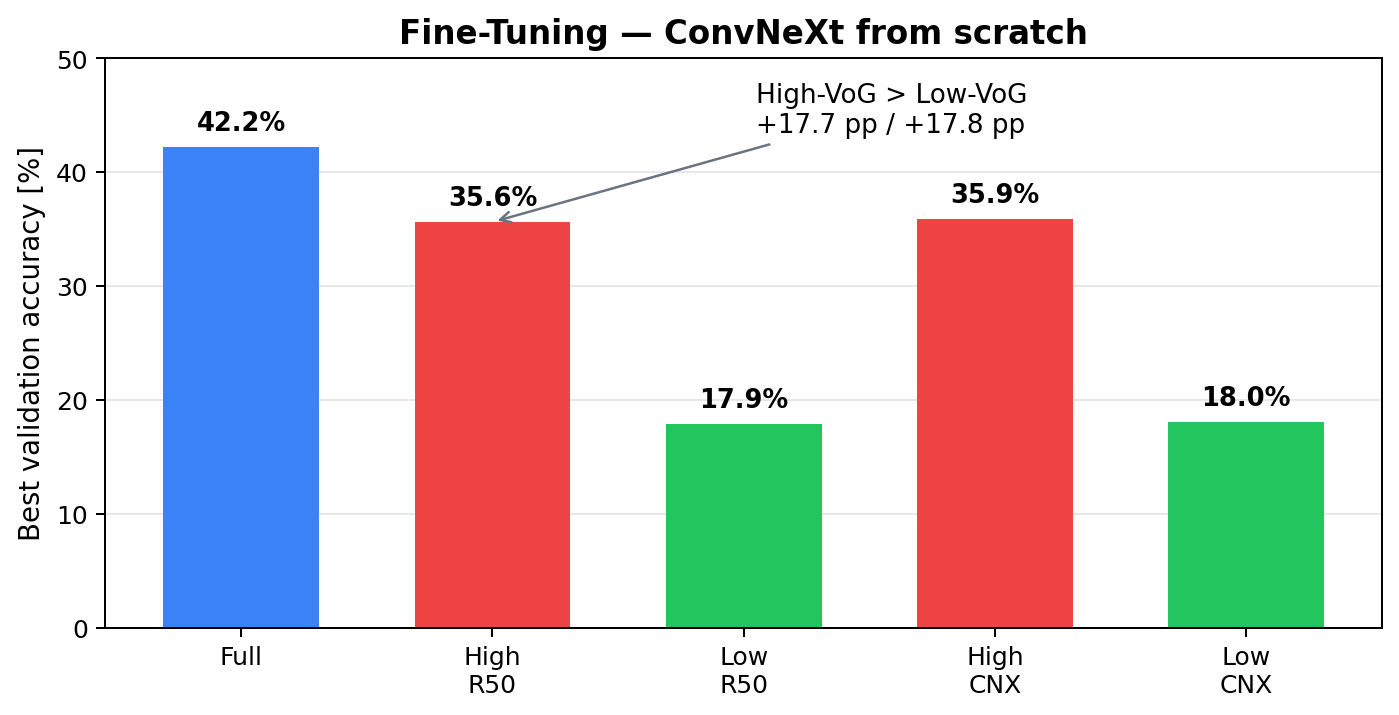 Fine-Tuning — ConvNeXt from scratch
Best validation accuracy [%]
50
40
30
20
10
0
High-VoG > Low-VoG
+17.7 pp / +17.8 pp
42.2%
35.6%
17.9%
35.9%
18.0%
Full
High
R50
Low
R50
High
CNX
Low
CNX